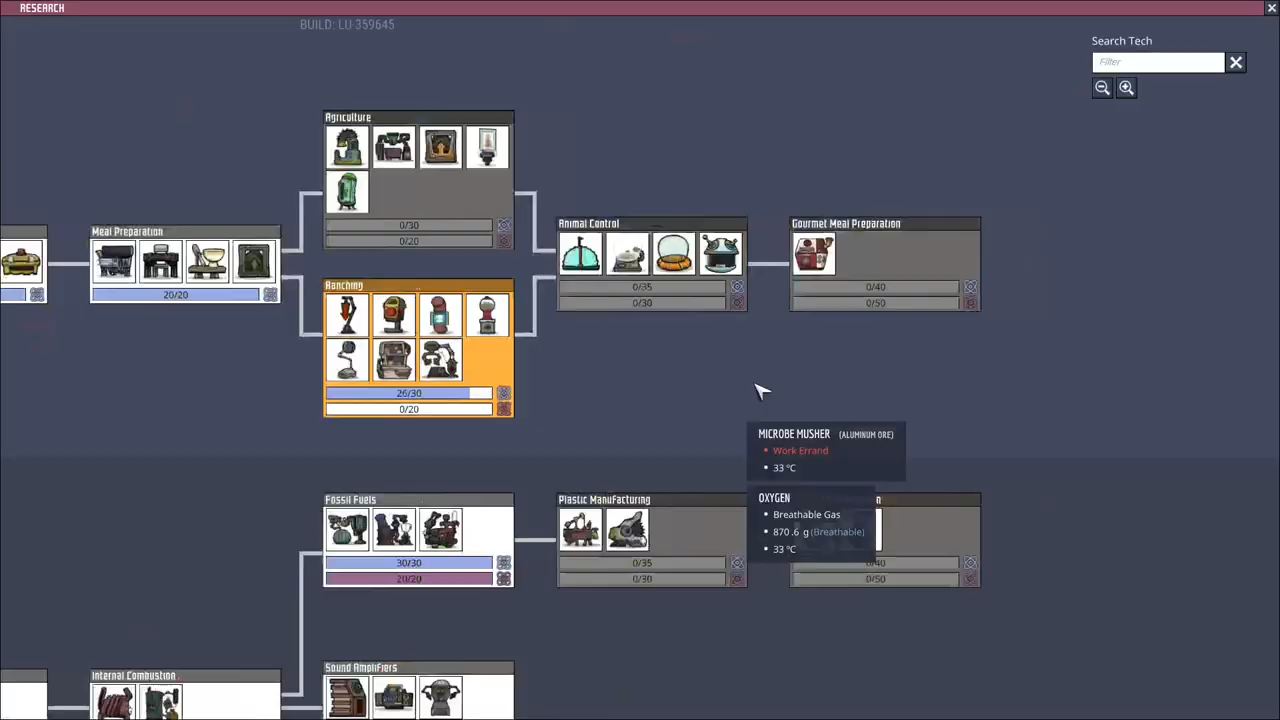 RESEARCH
BUILD: LU 359645
Search Tech
Filter
Agriculture
0/30
0/20
Meal Preparation
20/20
Ranching
26/30
0/20
Animal Control
0/35
0/30
Gourmet Meal Preparation
0/40
0/50
MICROBE MUSHER (ALUMINUM ORE)
Work Errand
33 °C
OXYGEN
Breathable Gas
870.6 g (Breathable)
33 °C
Fossil Fuels
30/30
20/20
Plastic Manufacturing
0/35
0/30
0/40
0/50
Internal Combustion
Sound Amplifiers